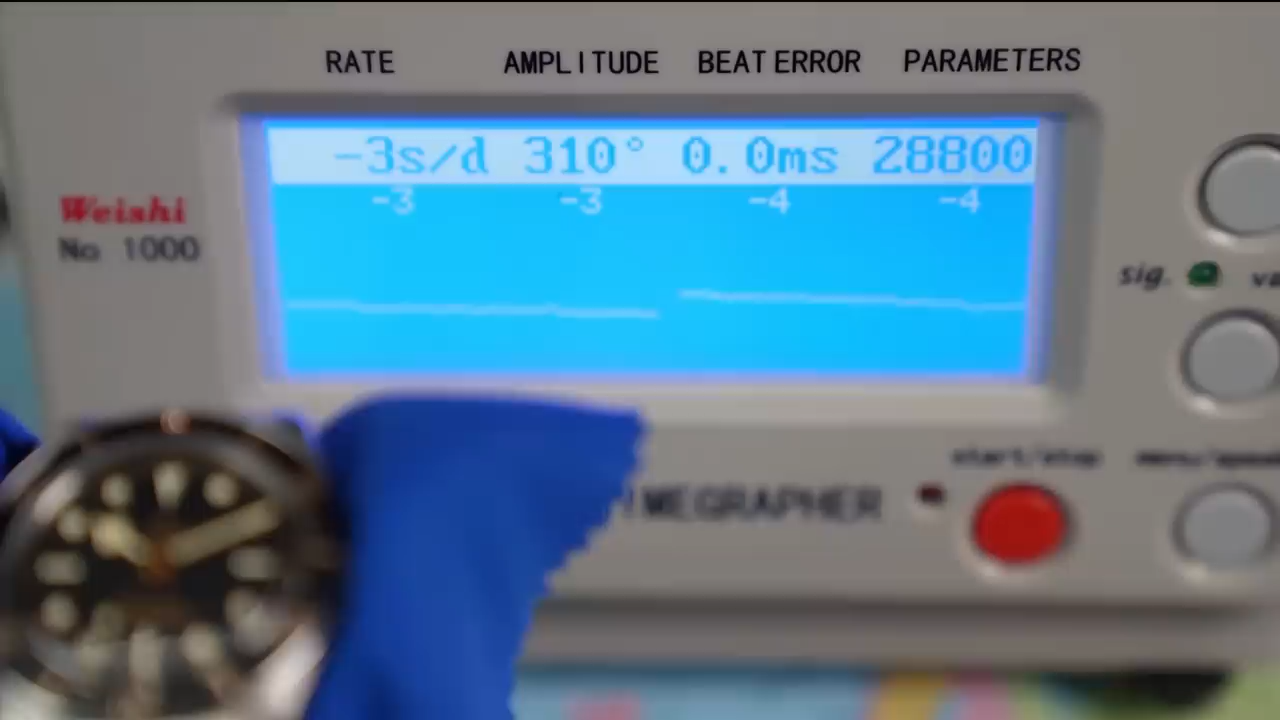 RATE AMPLITUDE BEAT ERROR PARAMETERS
-3s/d 310° 0.0ms 28800
-3 -3 -4 -4
Weishi
No 1000
sig.
start/stop
IMEGRAPHER